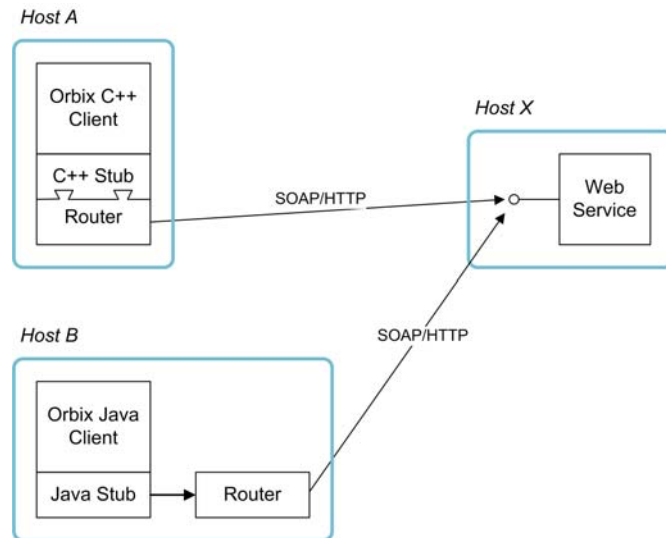 Host A
Orbix C++
Client
C++ Stub
Router
Host X
Web
Service
SOAP/HTTP
SOAP/HTTP
Host B
Orbix Java
Client
Java Stub
Router